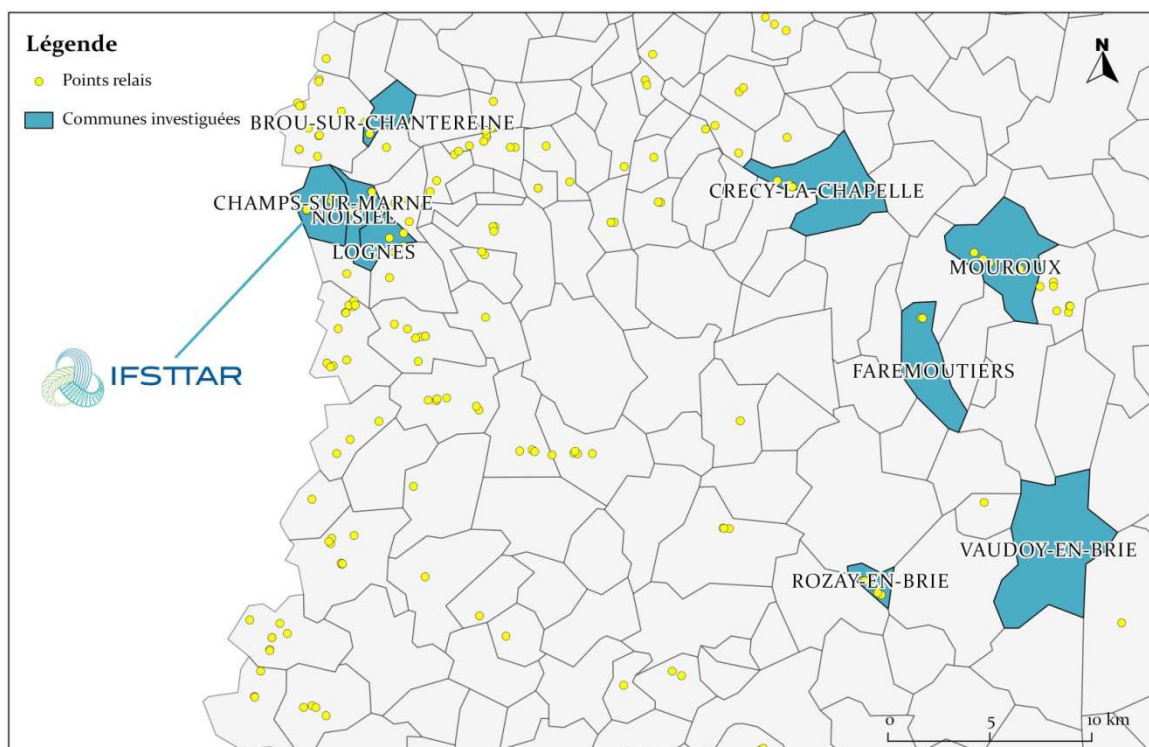 Légende
Points relais
Communes investiguées
N
BROU-SUR-CHANTEREINE
CHAMPS-SUR-MARNE
NOISIEL
LOGNES
CRECY-LA-CHAPELLE
MOUROUX
IFSTTAR
FAREMOUTIERS
VAUDOY-EN-BRIE
ROZAY-EN-BRIE
0 5 10 km